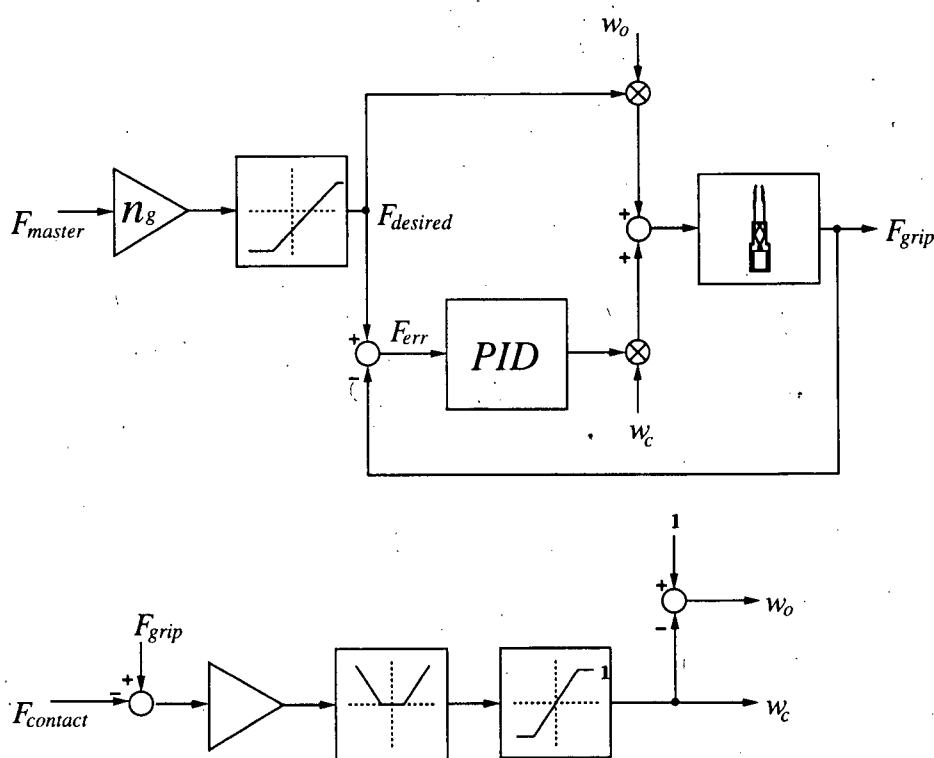 w_o
F_master
n_g
F_desired
F_grip
+
+
+
-
F_err
PID
w_c
1
+
-
w_o
F_grip
+
-
F_contact
1
w_c